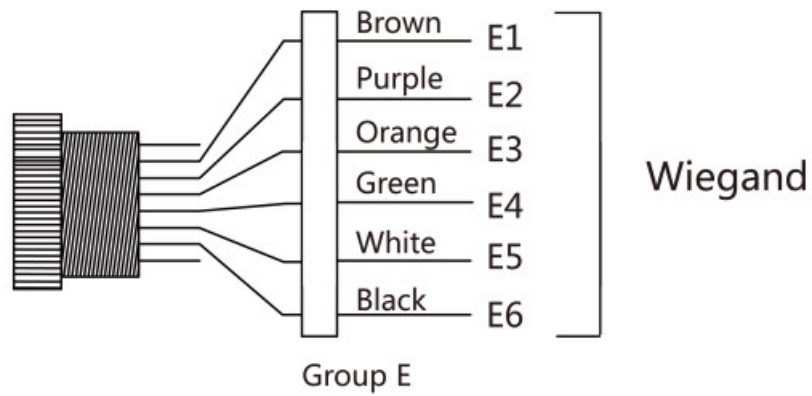 Brown E1
Purple E2
Orange E3
Green E4
White E5
Black E6
Wiegand
Group E